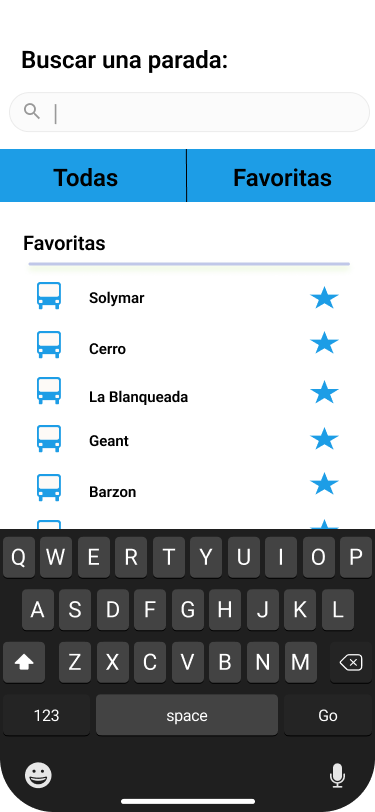 Buscar una parada:
Todas Favoritas
Favoritas
Solymar
Cerro
La Blanqueada
Geant
Barzon
Q W E R T Y U I O P
A S D F G H J K L
Z X C V B N M
123 space Go